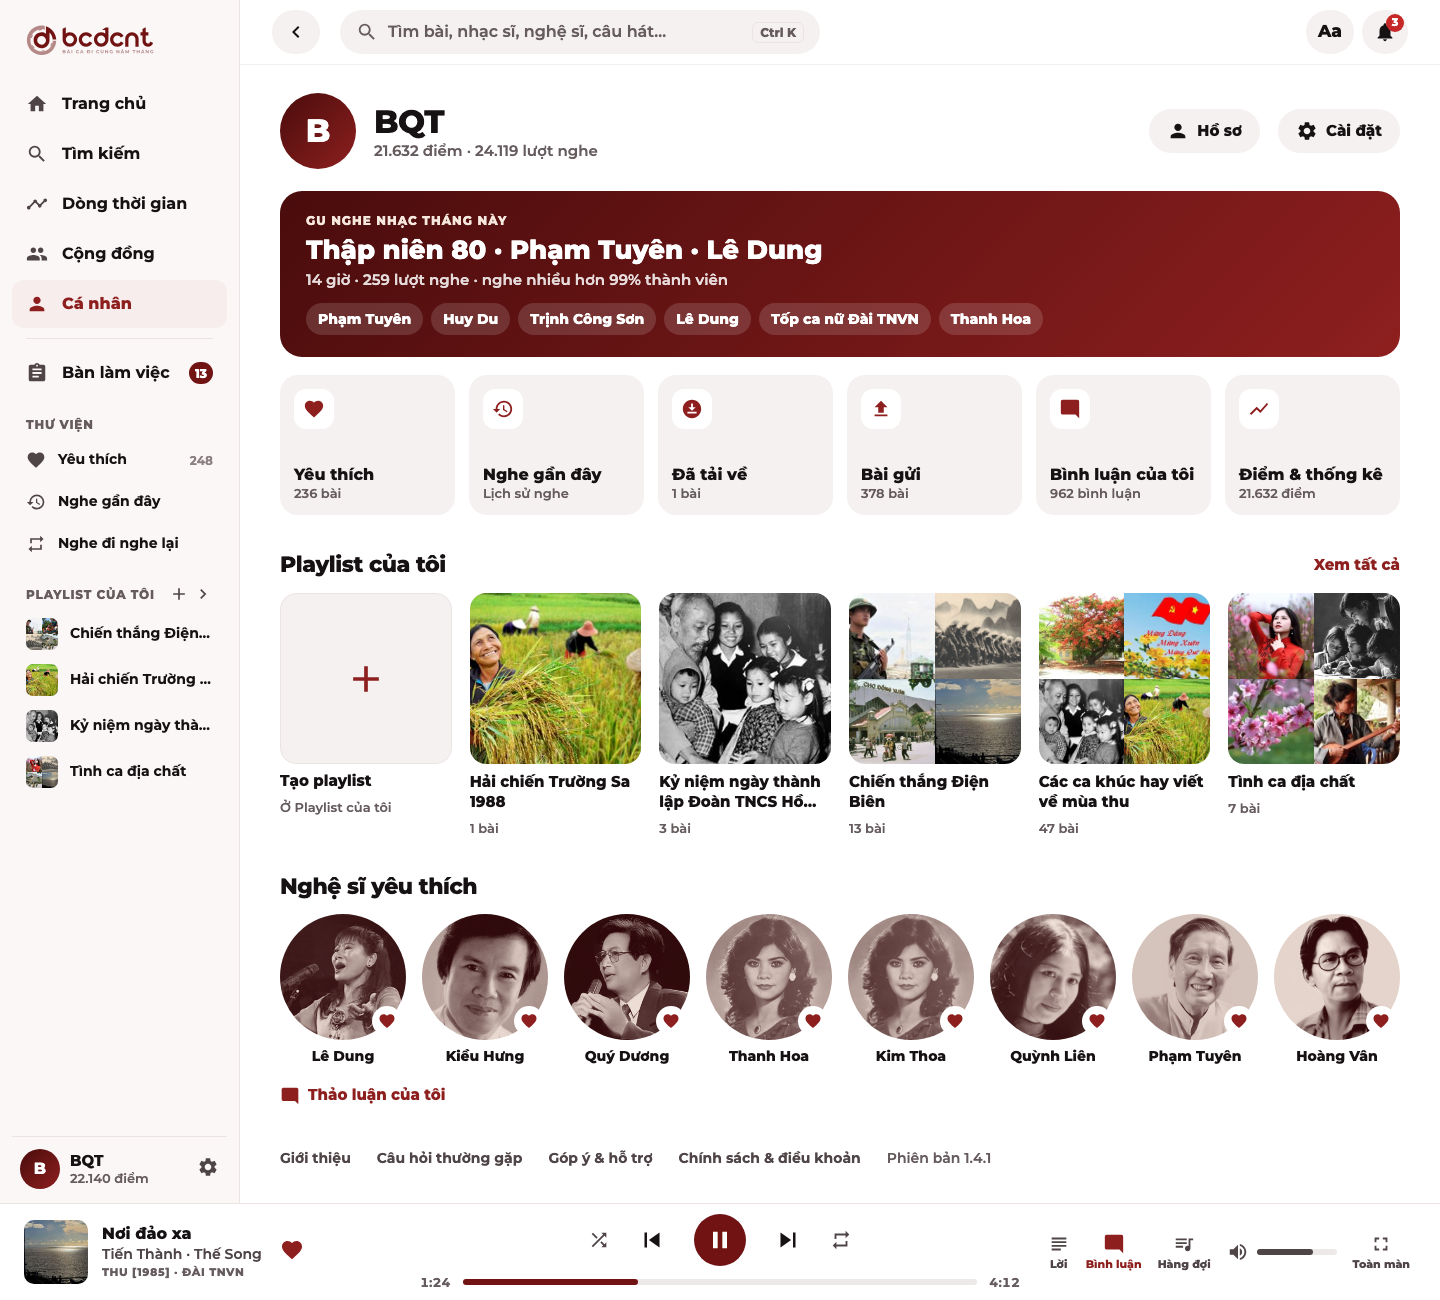 bcdcnt
BÀI CA ĐI CÙNG NĂM THÁNG
Trang chủ
Tìm kiếm
Dòng thời gian
Cộng đồng
Cá nhân
Bàn làm việc
13
THƯ VIỆN
Yêu thích
248
Nghe gần đây
Nghe đi nghe lại
PLAYLIST CỦA TÔI
Chiến thắng Điện...
Hải chiến Trường ...
Kỷ niệm ngày thà...
Tình ca địa chất
B
BQT
22.140 điểm
Tìm bài, nhạc sĩ, nghệ sĩ, câu hát...
Ctrl K
Aa
3
B
BQT
21.632 điểm · 24.119 lượt nghe
Hồ sơ
Cài đặt
GU NGHE NHẠC THÁNG NÀY
Thập niên 80 · Phạm Tuyên · Lê Dung
14 giờ · 259 lượt nghe · nghe nhiều hơn 99% thành viên
Phạm Tuyên
Huy Du
Trịnh Công Sơn
Lê Dung
Tốp ca nữ Đài TNVN
Thanh Hoa
Yêu thích
236 bài
Nghe gần đây
Lịch sử nghe
Đã tải về
1 bài
Bài gửi
378 bài
Bình luận của tôi
962 bình luận
Điểm & thống kê
21.632 điểm
Playlist của tôi
Xem tất cả
Tạo playlist
Ở Playlist của tôi
Hải chiến Trường Sa
1988
1 bài
Kỷ niệm ngày thành
lập Đoàn TNCS Hồ...
3 bài
CHỢ ĐỒNG XUÂN
Chiến thắng Điện
Biên
13 bài
Mừng Đảng
Mừng Xuân
Các ca khúc hay viết
về mùa thu
47 bài
Tình ca địa chất
7 bài
Nghệ sĩ yêu thích
Lê Dung
Kiều Hưng
Quý Dương
Thanh Hoa
Kim Thoa
Quỳnh Liên
Phạm Tuyên
Hoàng Vân
Thảo luận của tôi
Giới thiệu
Câu hỏi thường gặp
Góp ý & hỗ trợ
Chính sách & điều khoản
Phiên bản 1.4.1
Nơi đảo xa
Tiến Thành · Thế Song
THU [1985] · ĐÀI TNVN
1:24
4:12
Lời
Bình luận
Hàng đợi
Toàn màn